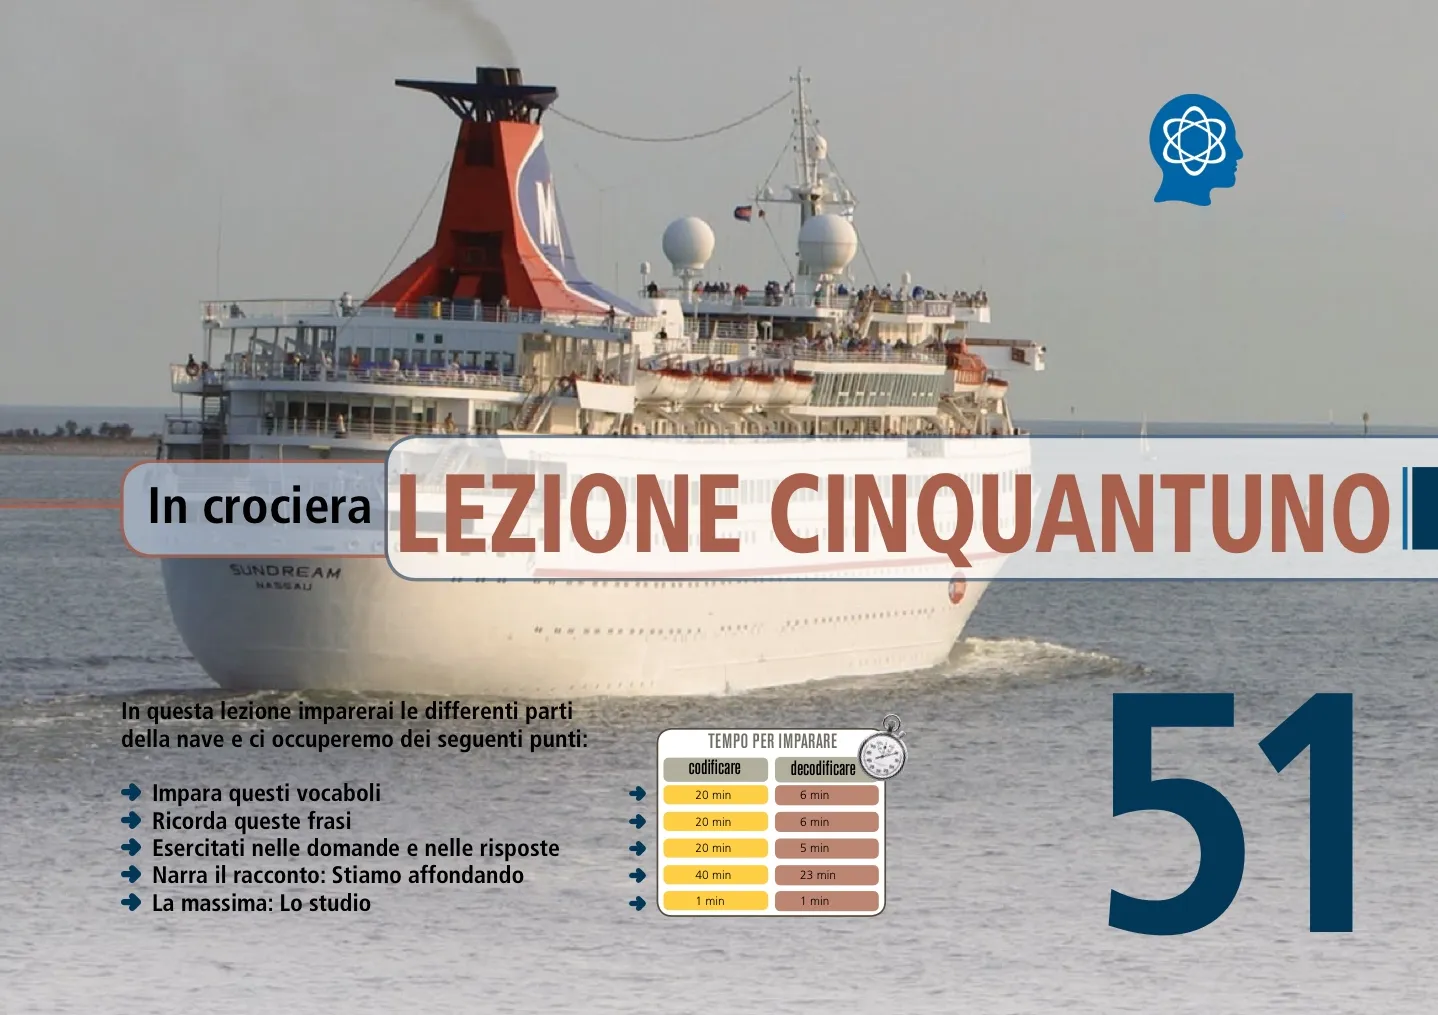 M
In crociera
LEZIONE CINQUANTUNO
SUNDREAM
NASSAU
In questa lezione imparerai le differenti parti
della nave e ci occuperemo dei seguenti punti:
Impara questi vocaboli
Ricorda queste frasi
Esercitati nelle domande e nelle risposte
Narra il racconto: Stiamo affondando
La massima: Lo studio
TEMPO PER IMPARARE
codificare decodificare
20 min 6 min
20 min 6 min
20 min 5 min
40 min 23 min
1 min 1 min
51